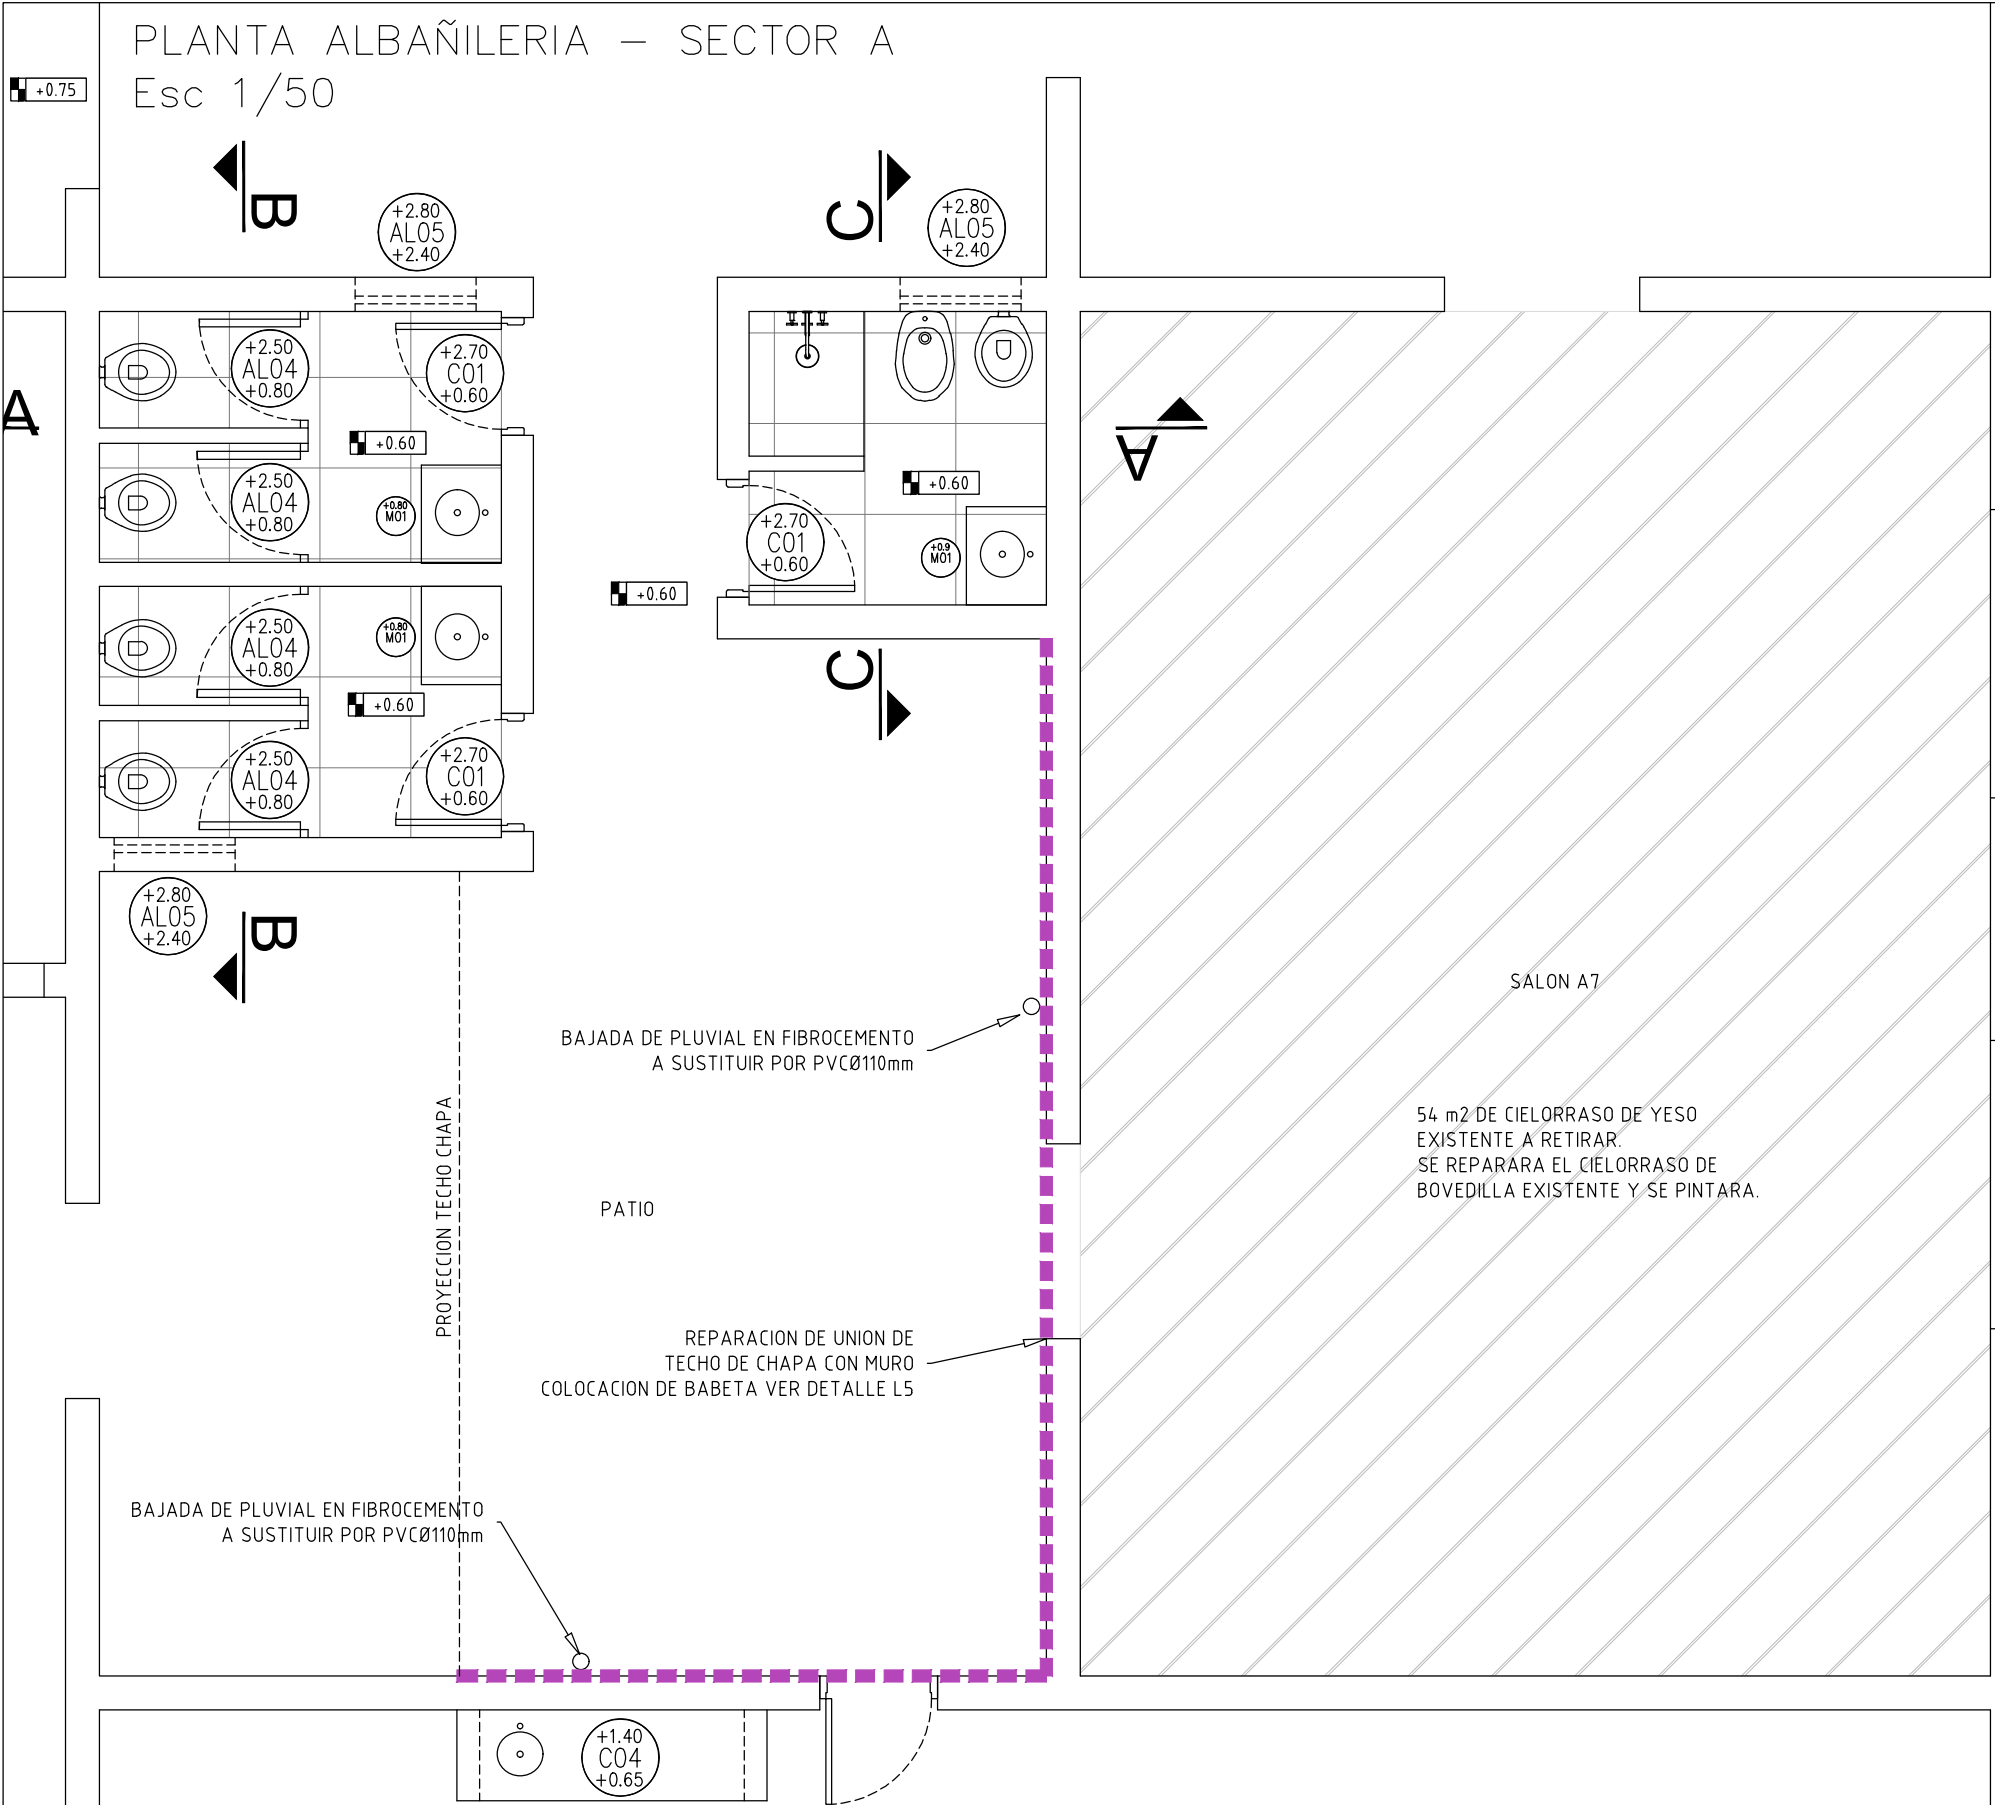 PLANTA ALBAÑILERIA – SECTOR A
Esc 1/50
+0.75
B
+2.80
AL05
+2.40
C
+2.80
AL05
+2.40
A
+2.50
AL04
+0.80
+2.70
C01
+0.60
+0.60
+2.50
AL04
+0.80
+0.80
M01
+0.60
+2.70
C01
+0.60
+0.9
M01
A
+0.60
+2.50
AL04
+0.80
+0.80
M01
+0.60
C
+2.50
AL04
+0.80
+2.70
C01
+0.60
+2.80
AL05
+2.40
B
SALON A7
BAJADA DE PLUVIAL EN FIBROCEMENTO
A SUSTITUIR POR PVCØ110mm
54 m2 DE CIELORRASO DE YESO
EXISTENTE A RETIRAR.
SE REPARARA EL CIELORRASO DE
BOVEDILLA EXISTENTE Y SE PINTARA.
PROYECCION TECHO CHAPA
PATIO
REPARACION DE UNION DE
TECHO DE CHAPA CON MURO
COLOCACION DE BABETA VER DETALLE L5
BAJADA DE PLUVIAL EN FIBROCEMENTO
A SUSTITUIR POR PVCØ110mm
+1.40
C04
+0.65